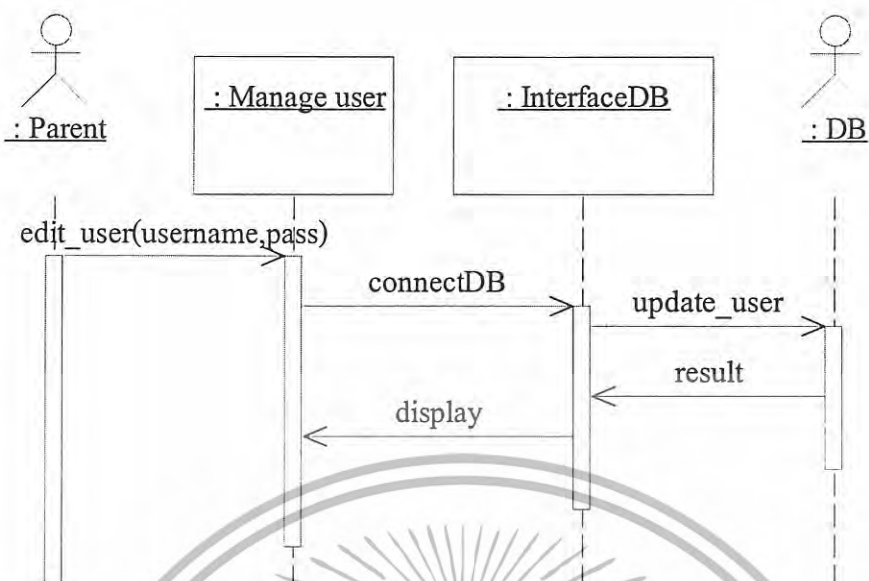 : Parent
: Manage user
: InterfaceDB
: DB
edit_user(username,pass)
connectDB
update_user
result
display